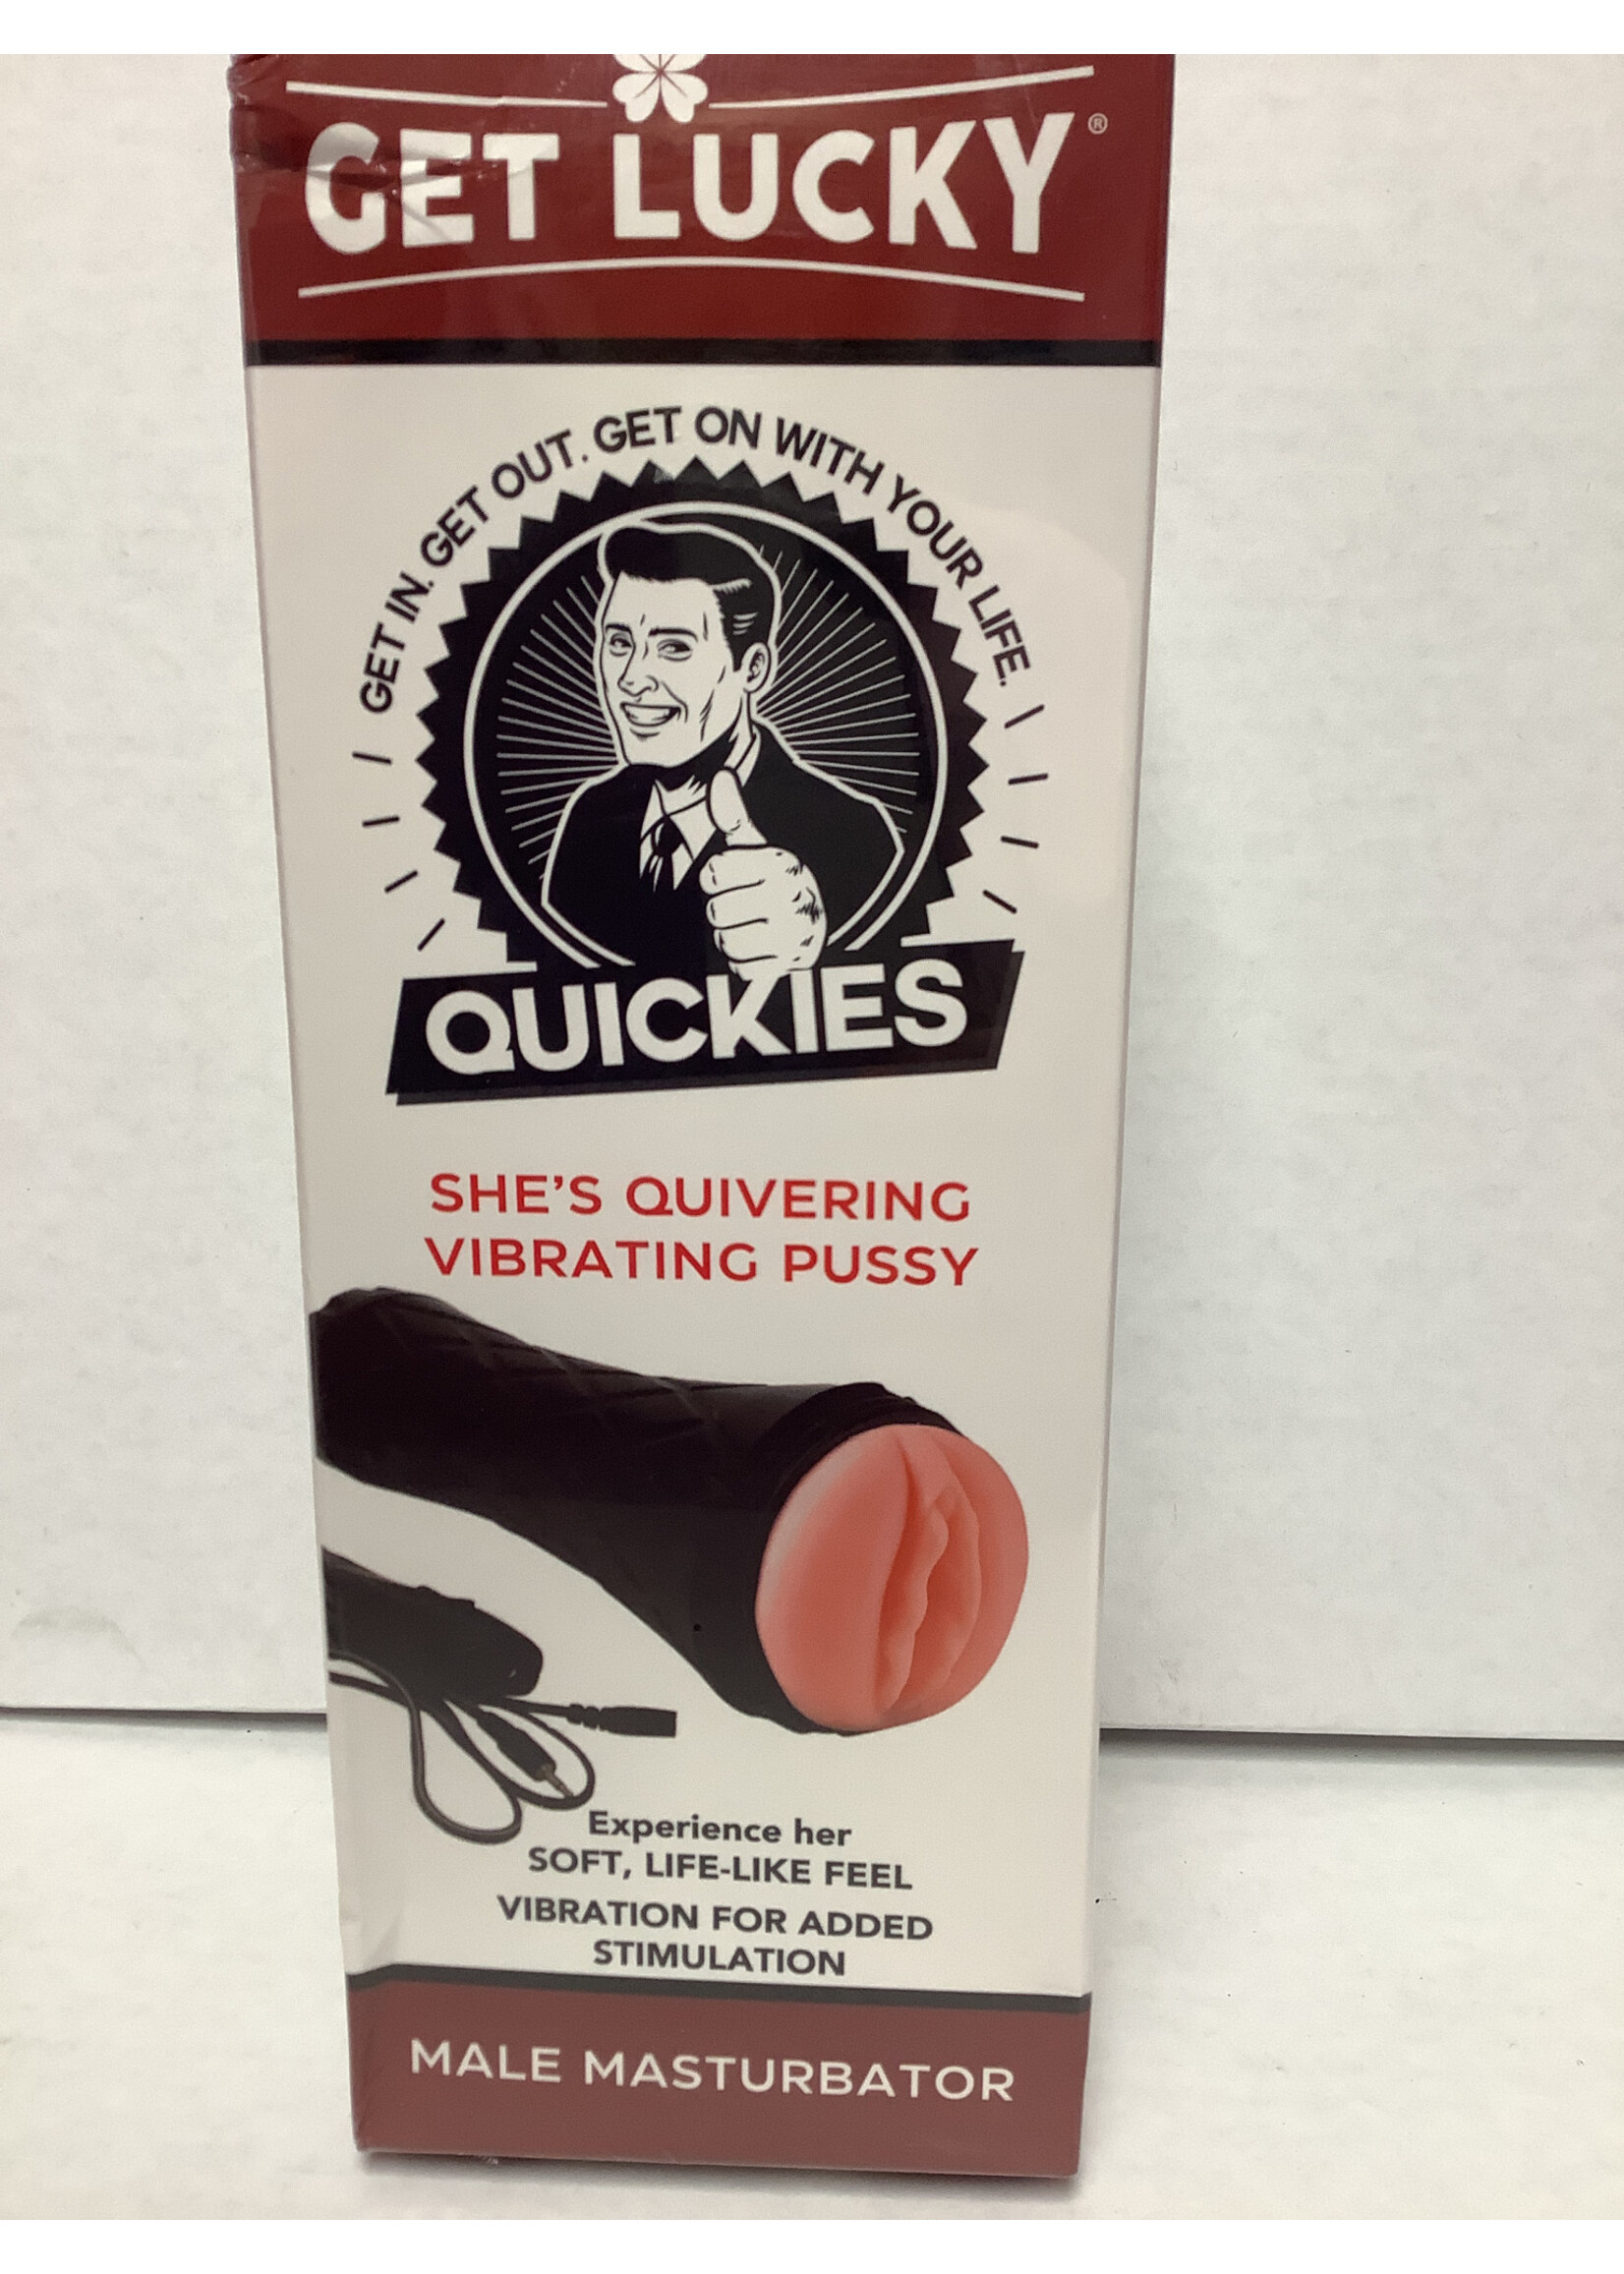 GET LUCKY®
GET IN. GET OUT. GET ON WITH YOUR LIFE.
QUICKIES
SHE'S QUIVERING
VIBRATING PUSSY
Experience her
SOFT, LIFE-LIKE FEEL
VIBRATION FOR ADDED
STIMULATION
MALE MASTURBATOR